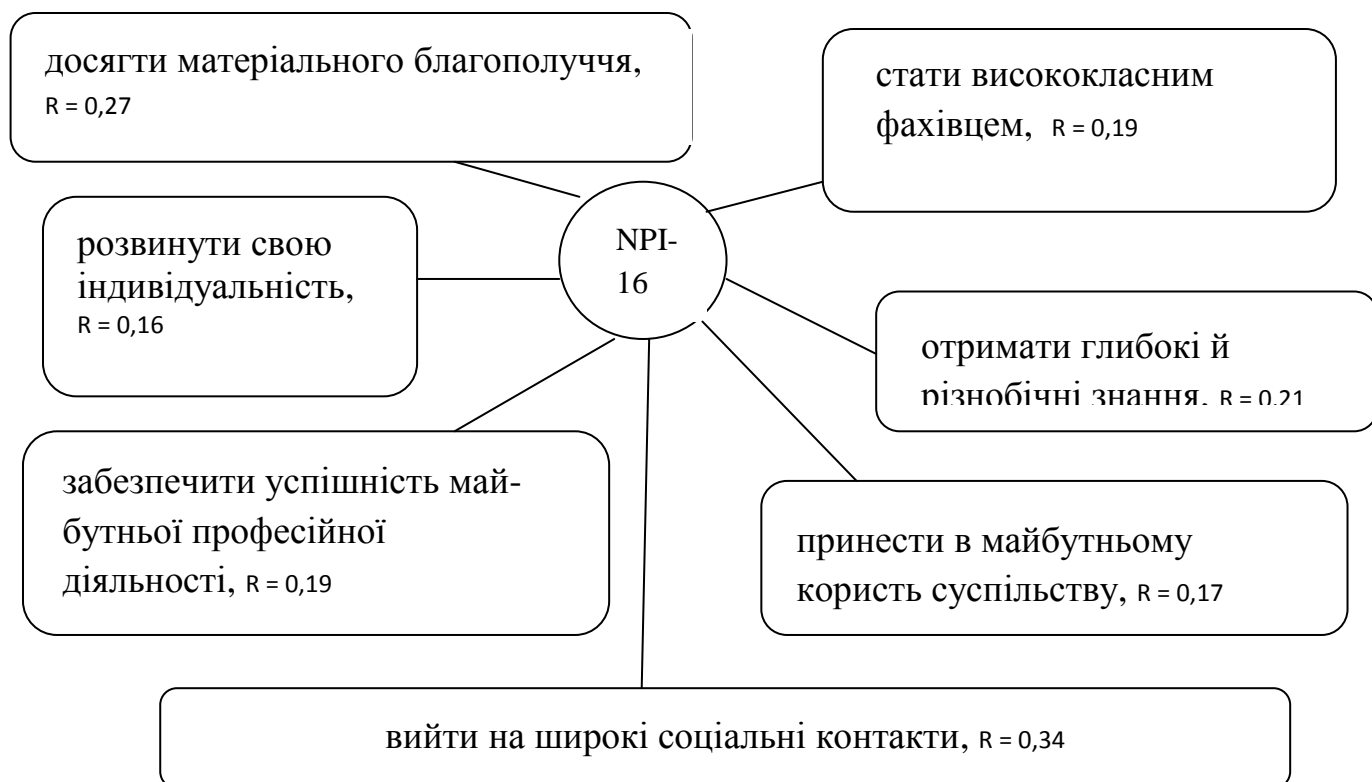 досягти матеріального благополуччя,
R = 0,27
стати висококласним
фахівцем, R = 0,19
NPI-
16
розвинути свою
індивідуальність,
R = 0,16
отримати глибокі й
різнобічні знання. R = 0.21
забезпечити успішність май-
бутньої професійної
діяльності, R = 0,19
принести в майбутньому
користь суспільству, R = 0,17
вийти на широкі соціальні контакти, R = 0,34